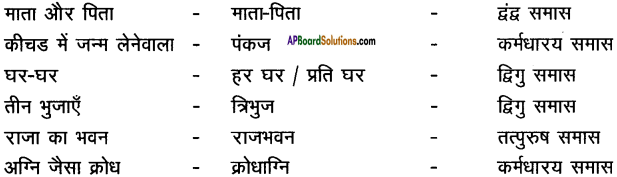 माता और पिता - माता-पिता - द्वंद्व समास
कीचड में जन्म लेनेवाला - पंकज APBoardSolutions.com - कर्मधारय समास
घर-घर - हर घर / प्रति घर - द्विगु समास
तीन भुजाएँ - त्रिभुज - द्विगु समास
राजा का भवन - राजभवन - तत्पुरुष समास
अग्नि जैसा क्रोध - क्रोधाग्नि - कर्मधारय समास